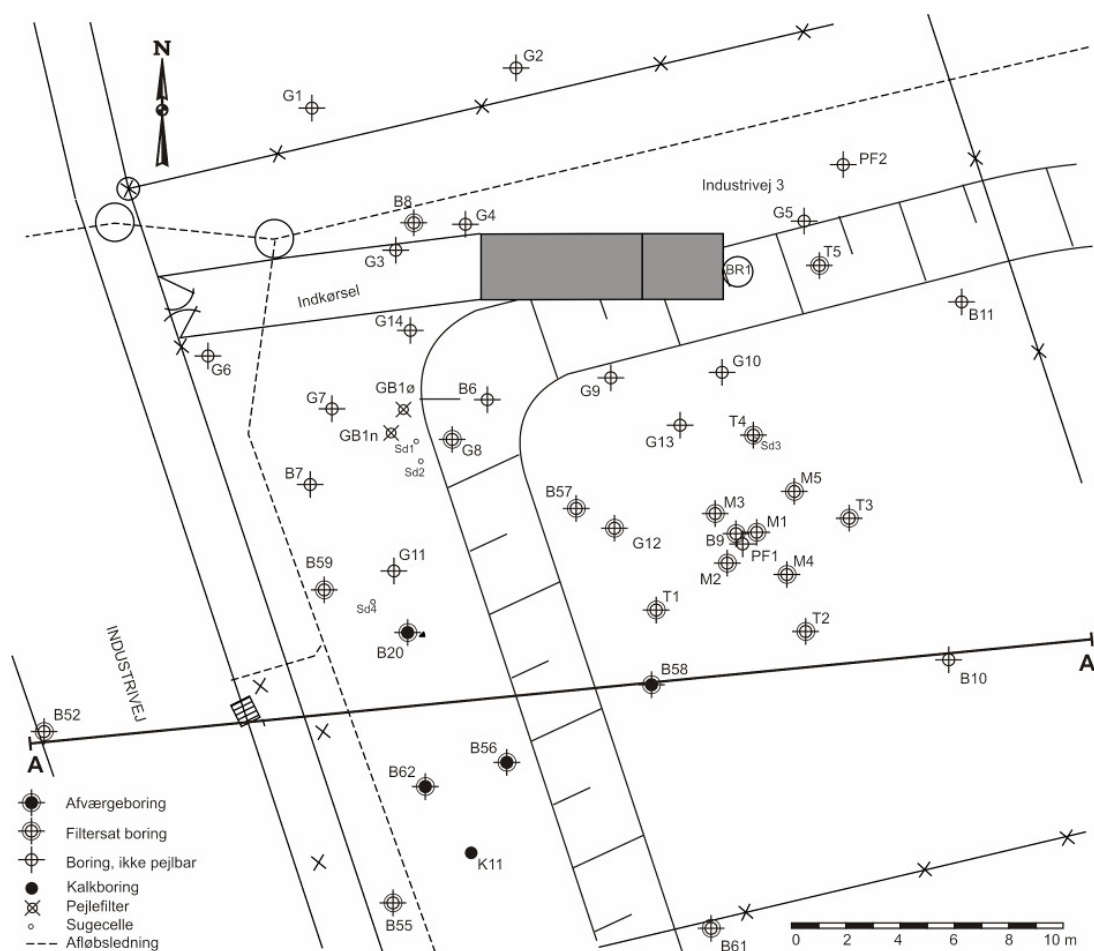 N
G2
G1
PF2
Industrivej 3
B8
G4
G5
G3
T5
BR1
Indkørsel
B11
G14
G6
G10
G9
GB1ø
B6
G7
G13
T4
GB1n
Sd1
G8
Sd3
Sd2
B7
M5
B57
M3
T3
M1
G12
B9
PF1
G11
B59
M2
M4
Sd4
T1
T2
B20
INDUSTRIVEJ
B58
A
B10
B52
A
B56
B62
Afværgeboring
Filtersat boring
Boring, ikke pejlbar
K11
Kalkboring
Pejlefilter
Sugecelle
B55
Afløbsledning
B61
0 2 4 6 8 10 m